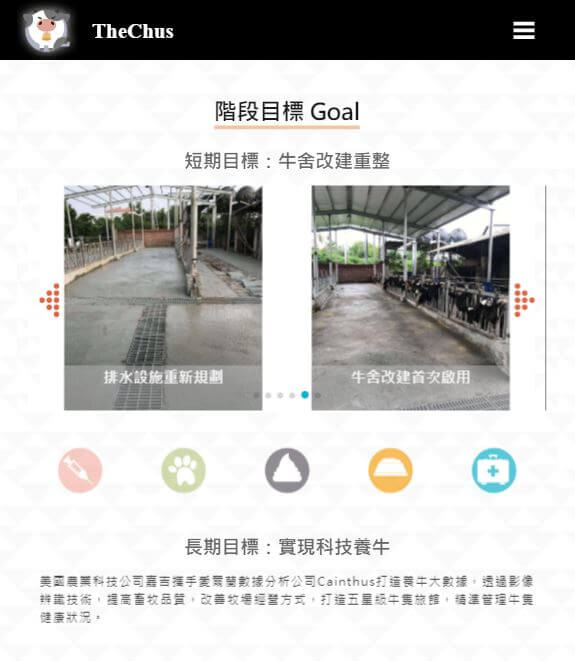 TheChus
階段目標 Goal
短期目標：牛舍改建重整
排水設施重新規劃
牛舍改建首次啟用
長期目標：實現科技養牛
美國農業科技公司嘉吉攜手愛爾蘭數據分析公司Cainthus打造養牛大數據，透過影像
辨識技術，提高畜牧品質，改善牧場經營方式，打造五星級牛隻旅館，精準管理牛隻
健康狀況。